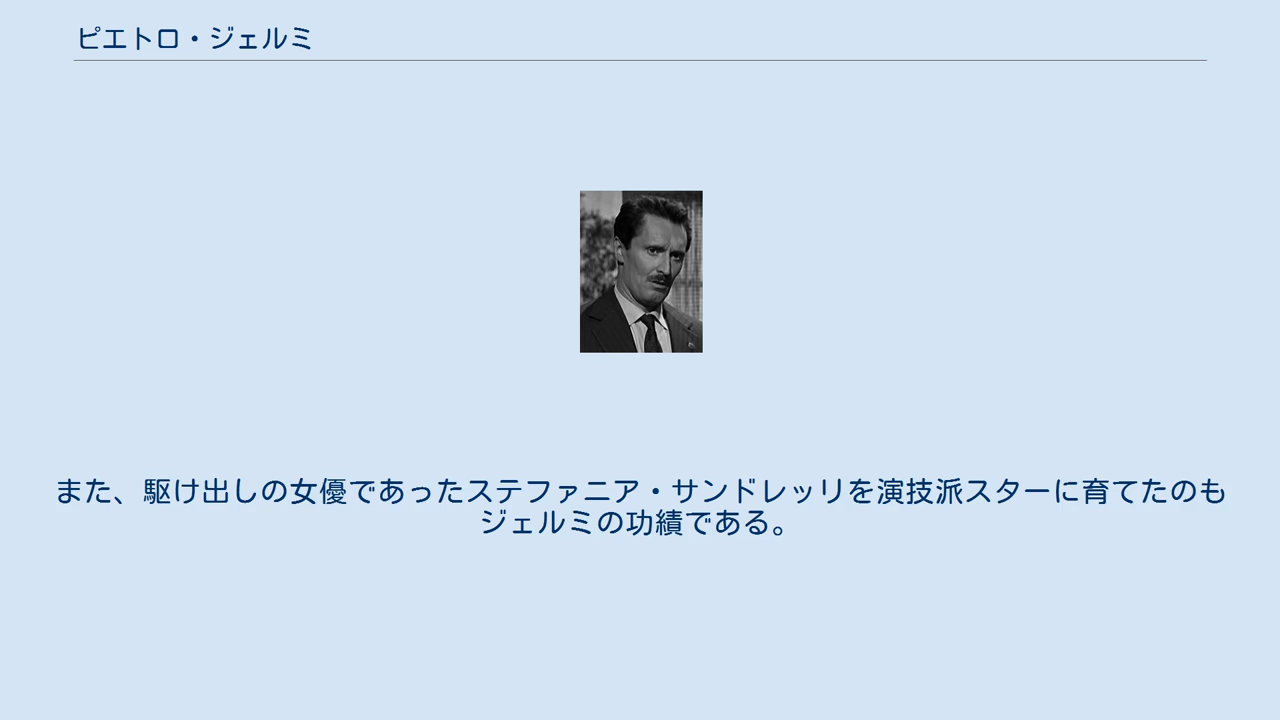 ピエトロ・ジェルミ
また、駆け出しの女優であったステファニア・サンドレッリを演技派スターに育てたのも
ジェルミの功績である。